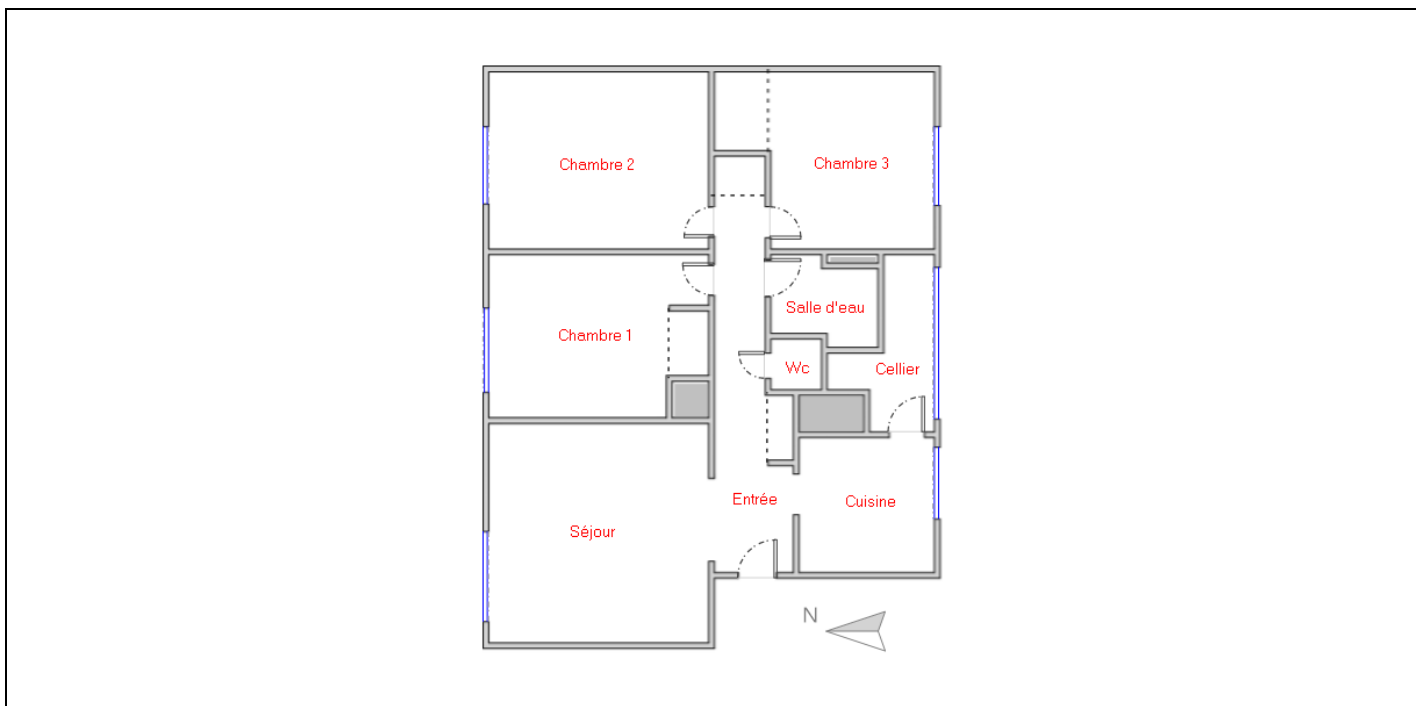 Chambre 2
Chambre 3
Salle d'eau
Chambre 1
Wc
Cellier
Entrée
Cuisine
Séjour
N